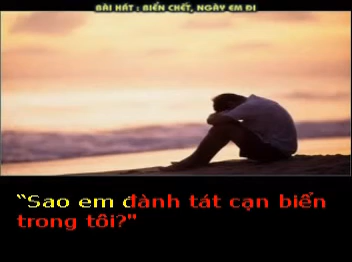 BÀI HÁT : BIỂN CHẾT, NGÀY EM ĐI
“Sao em đành tát cạn biển
trong tôi?"